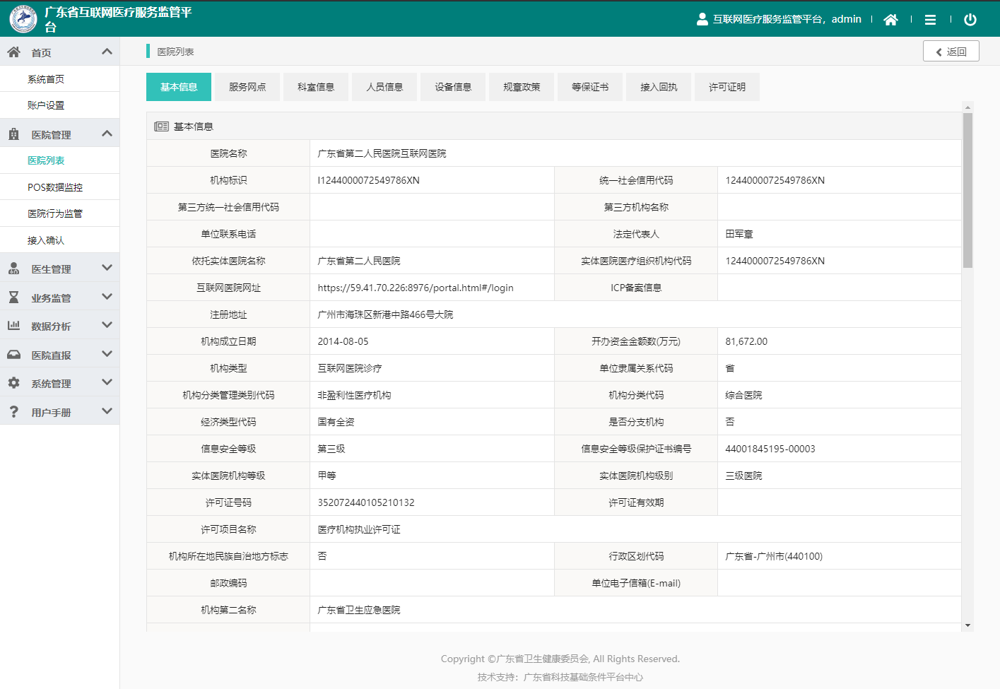 广东省互联网医疗服务监管平
台
互联网医疗服务监管平台，admin
首页
系统首页
账户设置
医院管理
医院列表
POS数据监控
医院行为监管
接入确认
医生管理
业务监管
数据分析
医院直报
系统管理
用户手册
医院列表
返回
基本信息 服务网点 科室信息 人员信息 设备信息 规章政策 等保证书 接入回执 许可证明
基本信息
医院名称 广东省第二人民医院互联网医院
机构标识 I1244000072549786XN 统一社会信用代码 1244000072549786XN
第三方统一社会信用代码 第三方机构名称
单位联系电话 法定代表人 田军章
依托实体医院名称 广东省第二人民医院 实体医院医疗组织机构代码 1244000072549786XN
互联网医院网址 https://59.41.70.226:8976/portal.html#/login ICP备案信息
注册地址 广州市海珠区新港中路466号大院
机构成立日期 2014-08-05 开办资金金额数(万元) 81,672.00
机构类型 互联网医院诊疗 单位隶属关系代码 省
机构分类管理类别代码 非盈利性医疗机构 机构分类代码 综合医院
经济类型代码 国有全资 是否分支机构 否
信息安全等级 第三级 信息安全等级保护证书编号 44001845195-00003
实体医院机构等级 甲等 实体医院机构级别 三级医院
许可证号码 352072440105210132 许可证有效期
许可项目名称 医疗机构执业许可证
机构所在地民族自治地方标志 否 行政区划代码 广东省-广州市(440100)
邮政编码 单位电子信箱(E-mail)
机构第二名称 广东省卫生应急医院
Copyright ©广东省卫生健康委员会, All Rights Reserved.
技术支持：广东省科技基础条件平台中心